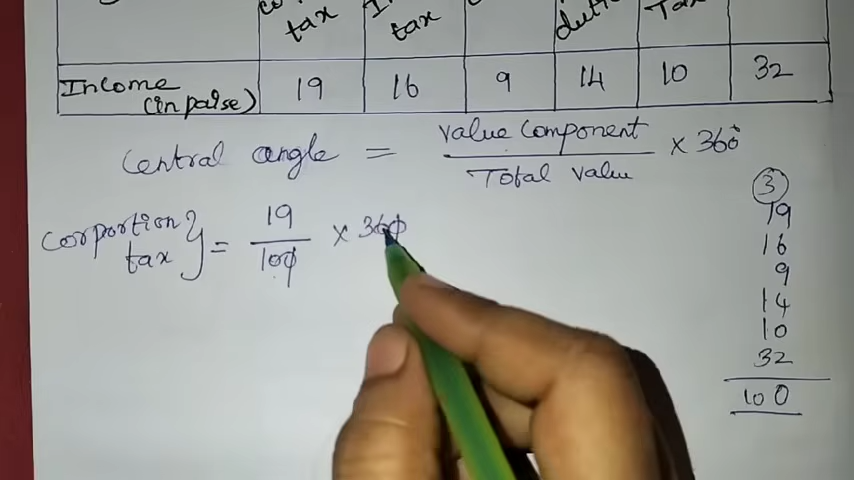 tax tax Tax
Income 19 16 9 14 10 32
(in paise)
Central angle = value component / Total value × 360°
corportion tax } = 19/100 × 360
3
19
16
9
14
10
32
100